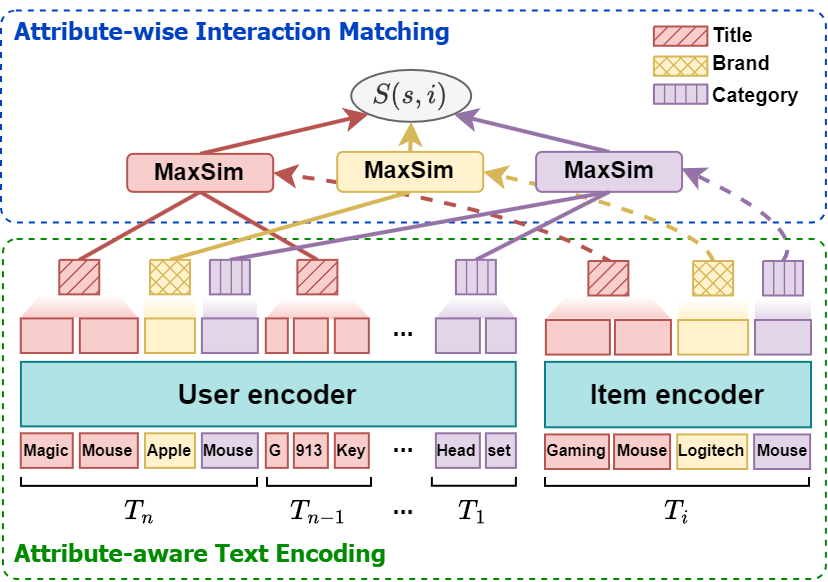 Attribute-wise Interaction Matching
Title
Brand
Category
S(s, i)
MaxSim MaxSim MaxSim
...
User encoder Item encoder
Magic Mouse Apple Mouse G 913 Key ... Head set Gaming Mouse Logitech Mouse
T_n T_{n-1} ... T_1 T_i
Attribute-aware Text Encoding